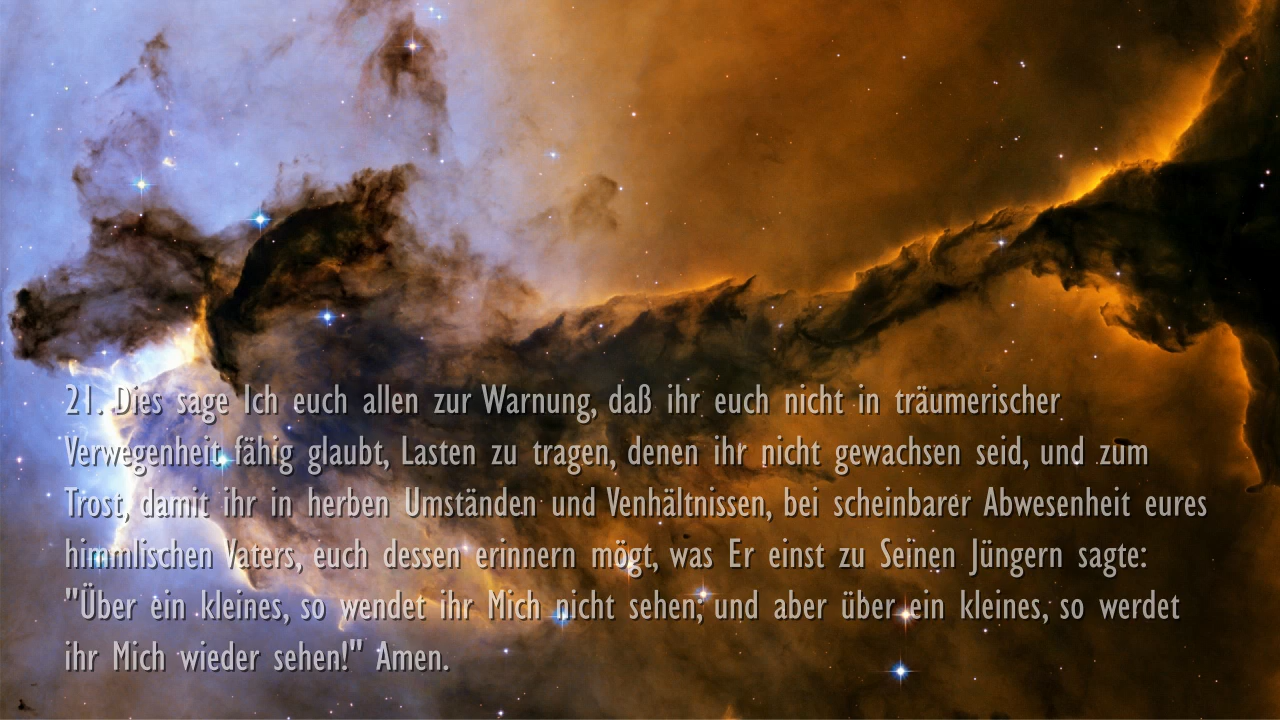 21. Dies sage Ich euch allen zur Warnung, daß ihr euch nicht in träumerischer
Verwegenheit fähig glaubt, Lasten zu tragen, denen ihr nicht gewachsen seid, und zum
Trost, damit ihr in herben Umständen und Venhältnissen, bei scheinbarer Abwesenheit eures
himmlischen Vaters, euch dessen erinnern mögt, was Er einst zu Seinen Jüngern sagte:
"Über ein kleines, so wendet ihr Mich nicht sehen; und aber über ein kleines, so werdet
ihr Mich wieder sehen!" Amen.